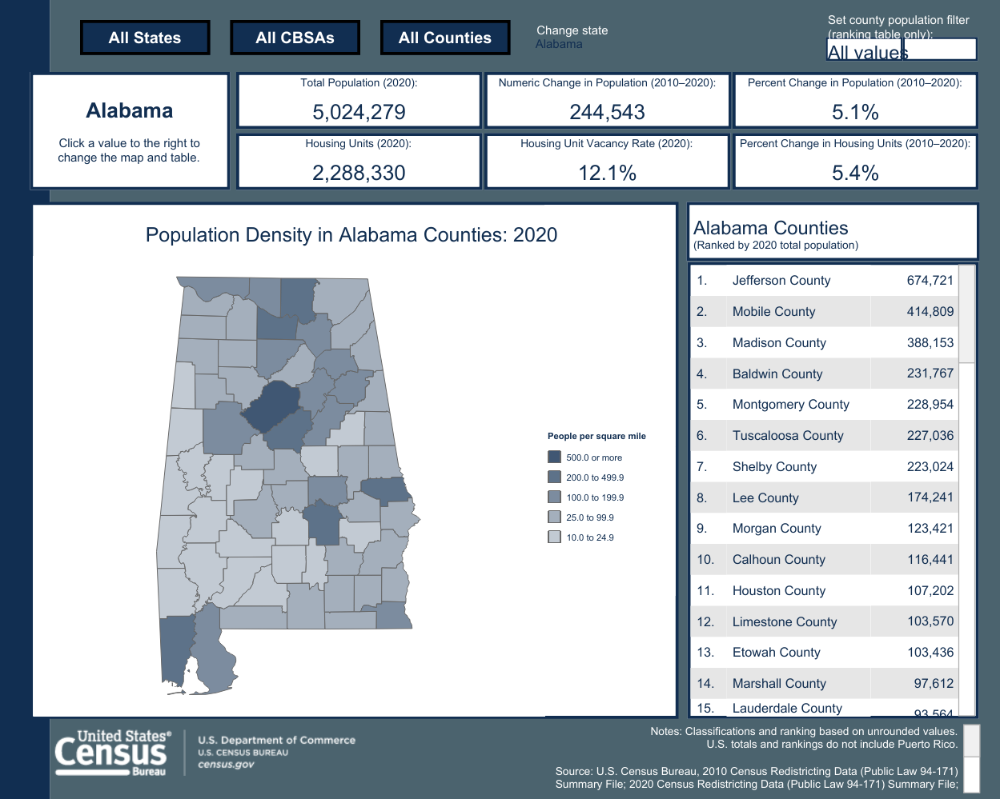 All States
All CBSAs
All Counties
Change state
Alabama
Set county population filter
(ranking table only):
All values
Alabama
Click a value to the right to
change the map and table.
Total Population (2020):
5,024,279
Numeric Change in Population (2010–2020):
244,543
Percent Change in Population (2010–2020):
5.1%
Housing Units (2020):
2,288,330
Housing Unit Vacancy Rate (2020):
12.1%
Percent Change in Housing Units (2010–2020):
5.4%
Population Density in Alabama Counties: 2020
People per square mile
500.0 or more
200.0 to 499.9
100.0 to 199.9
25.0 to 99.9
10.0 to 24.9
Alabama Counties
(Ranked by 2020 total population)
1. Jefferson County 674,721
2. Mobile County 414,809
3. Madison County 388,153
4. Baldwin County 231,767
5. Montgomery County 228,954
6. Tuscaloosa County 227,036
7. Shelby County 223,024
8. Lee County 174,241
9. Morgan County 123,421
10. Calhoun County 116,441
11. Houston County 107,202
12. Limestone County 103,570
13. Etowah County 103,436
14. Marshall County 97,612
15. Lauderdale County 93,564
United States®
Census
Bureau
U.S. Department of Commerce
U.S. CENSUS BUREAU
census.gov
Notes: Classifications and ranking based on unrounded values.
U.S. totals and rankings do not include Puerto Rico.
Source: U.S. Census Bureau, 2010 Census Redistricting Data (Public Law 94-171)
Summary File; 2020 Census Redistricting Data (Public Law 94-171) Summary File;